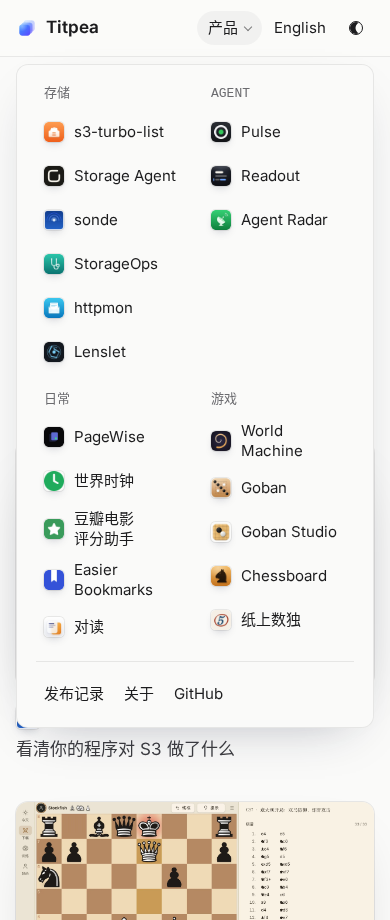 Titpea
产品
English
存储
s3-turbo-list
Storage Agent
sonde
StorageOps
httpmon
Lenslet
AGENT
Pulse
Readout
Agent Radar
日常
PageWise
世界时钟
豆瓣电影
评分助手
Easier
Bookmarks
对读
游戏
World
Machine
Goban
Goban Studio
Chessboard
纸上数独
发布记录
关于
GitHub
看清你的程序对 S3 做了什么
Stockfish